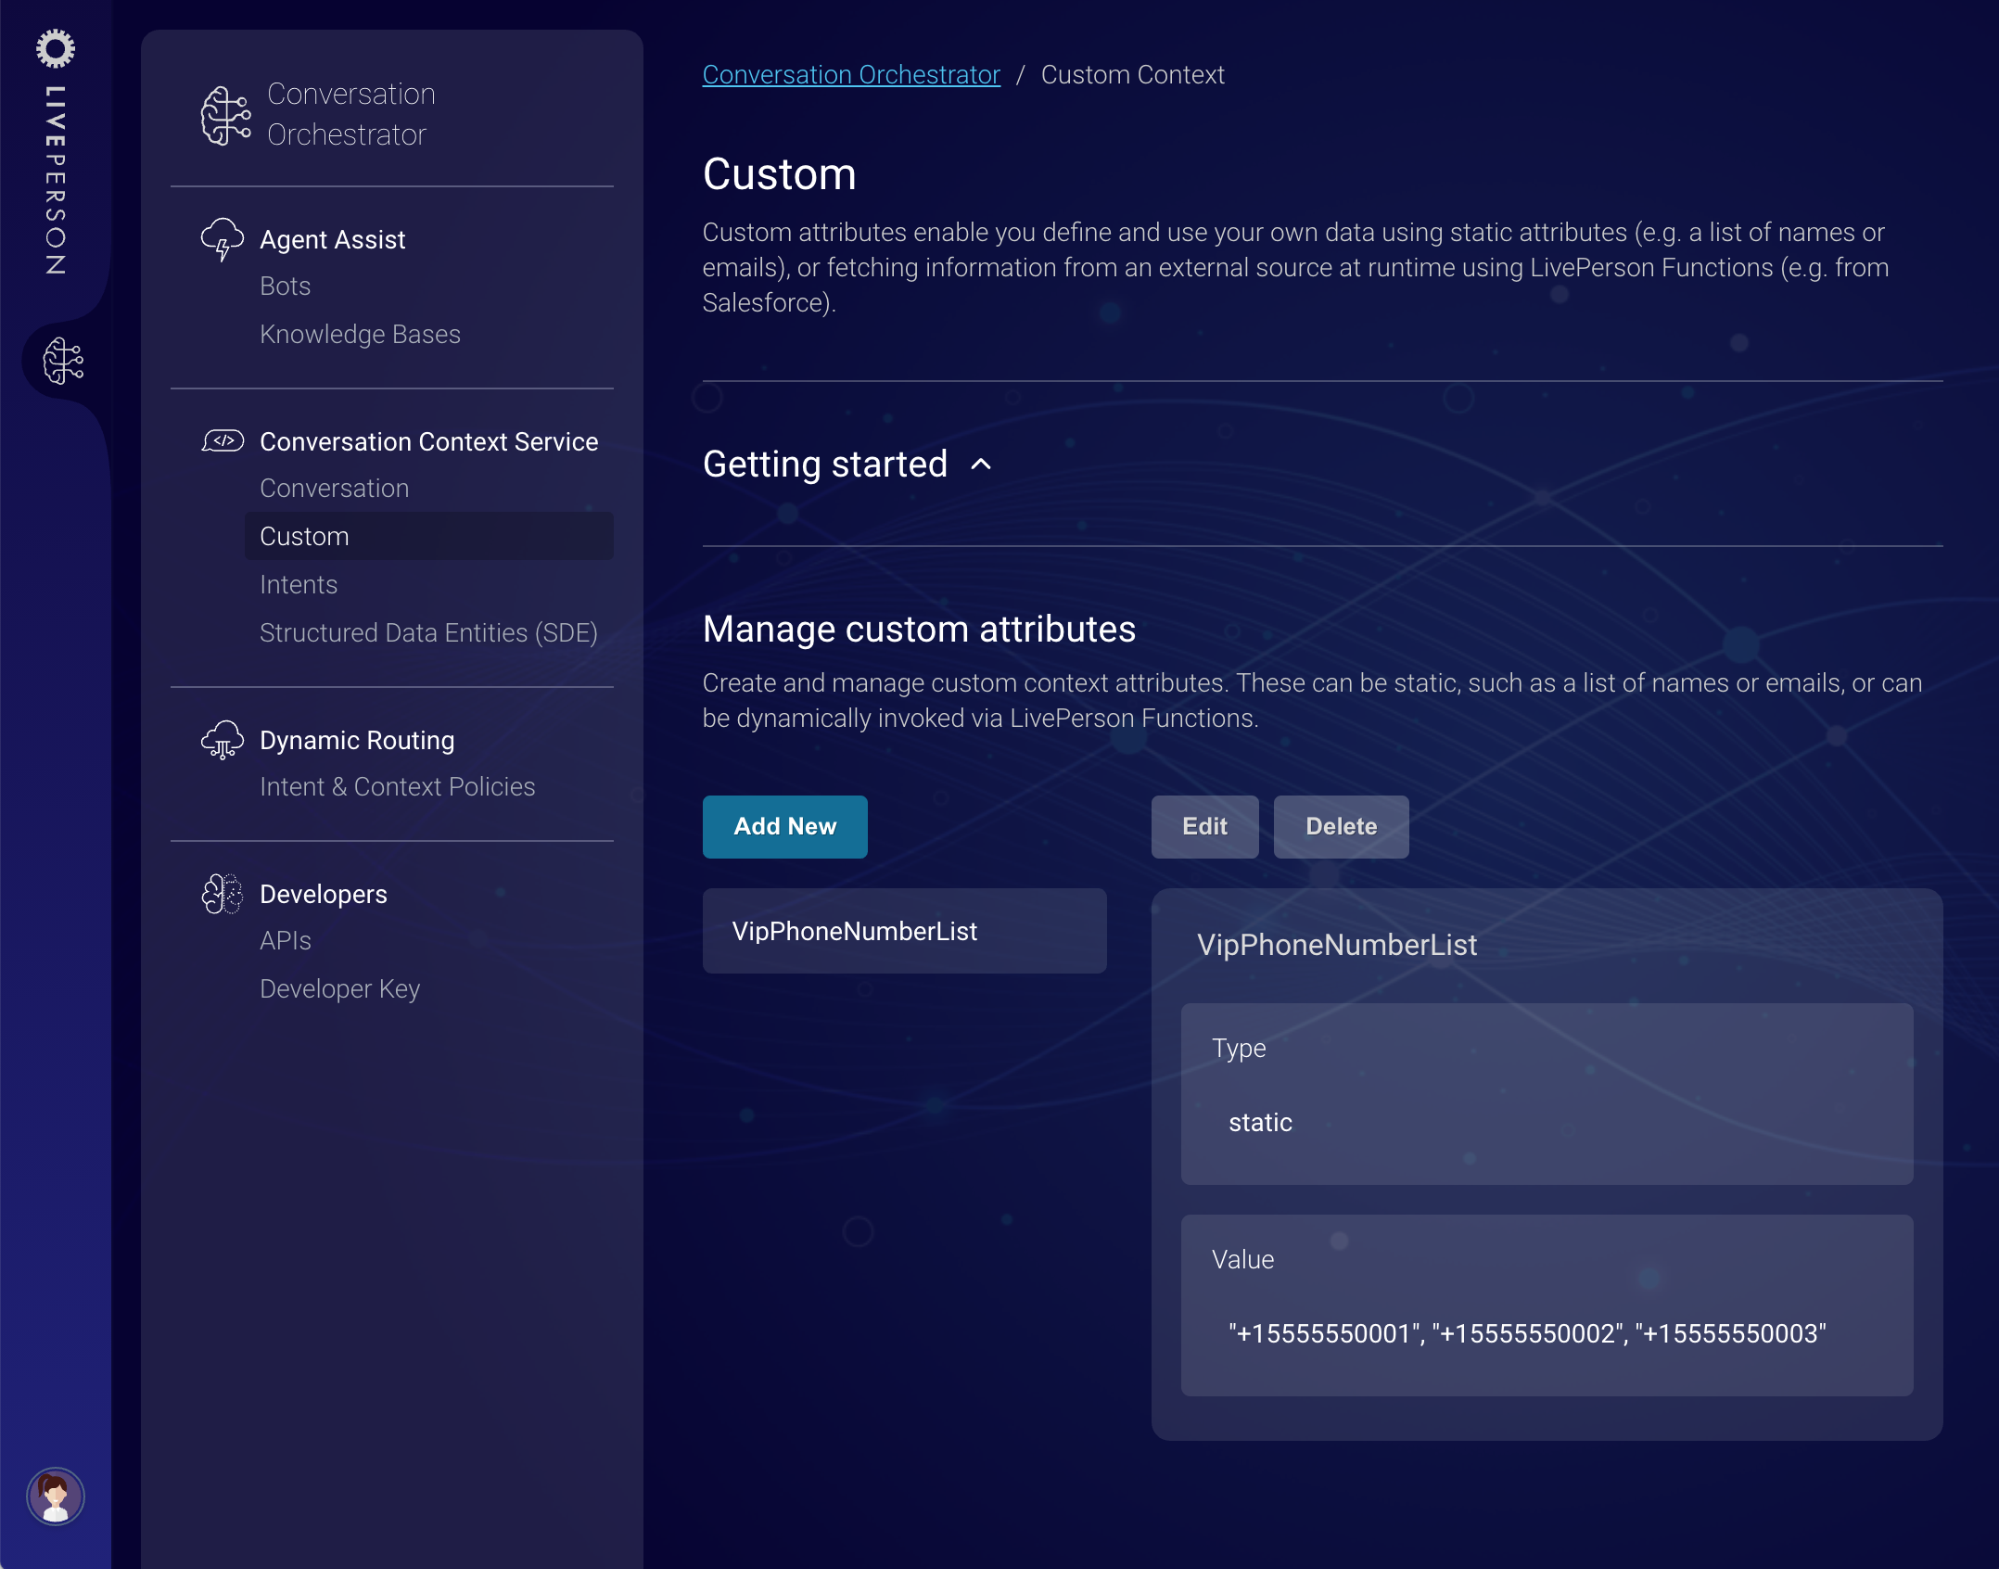 LIVEPERSON
Conversation
Orchestrator
Agent Assist
Bots
Knowledge Bases
Conversation Context Service
Conversation
Custom
Intents
Structured Data Entities (SDE)
Dynamic Routing
Intent & Context Policies
Developers
APIs
Developer Key
Conversation Orchestrator / Custom Context
Custom
Custom attributes enable you define and use your own data using static attributes (e.g. a list of names or
emails), or fetching information from an external source at runtime using LivePerson Functions (e.g. from
Salesforce).
Getting started
Manage custom attributes
Create and manage custom context attributes. These can be static, such as a list of names or emails, or can
be dynamically invoked via LivePerson Functions.
Add New
Edit
Delete
VipPhoneNumberList
VipPhoneNumberList
Type
static
Value
"+15555550001", "+15555550002", "+15555550003"